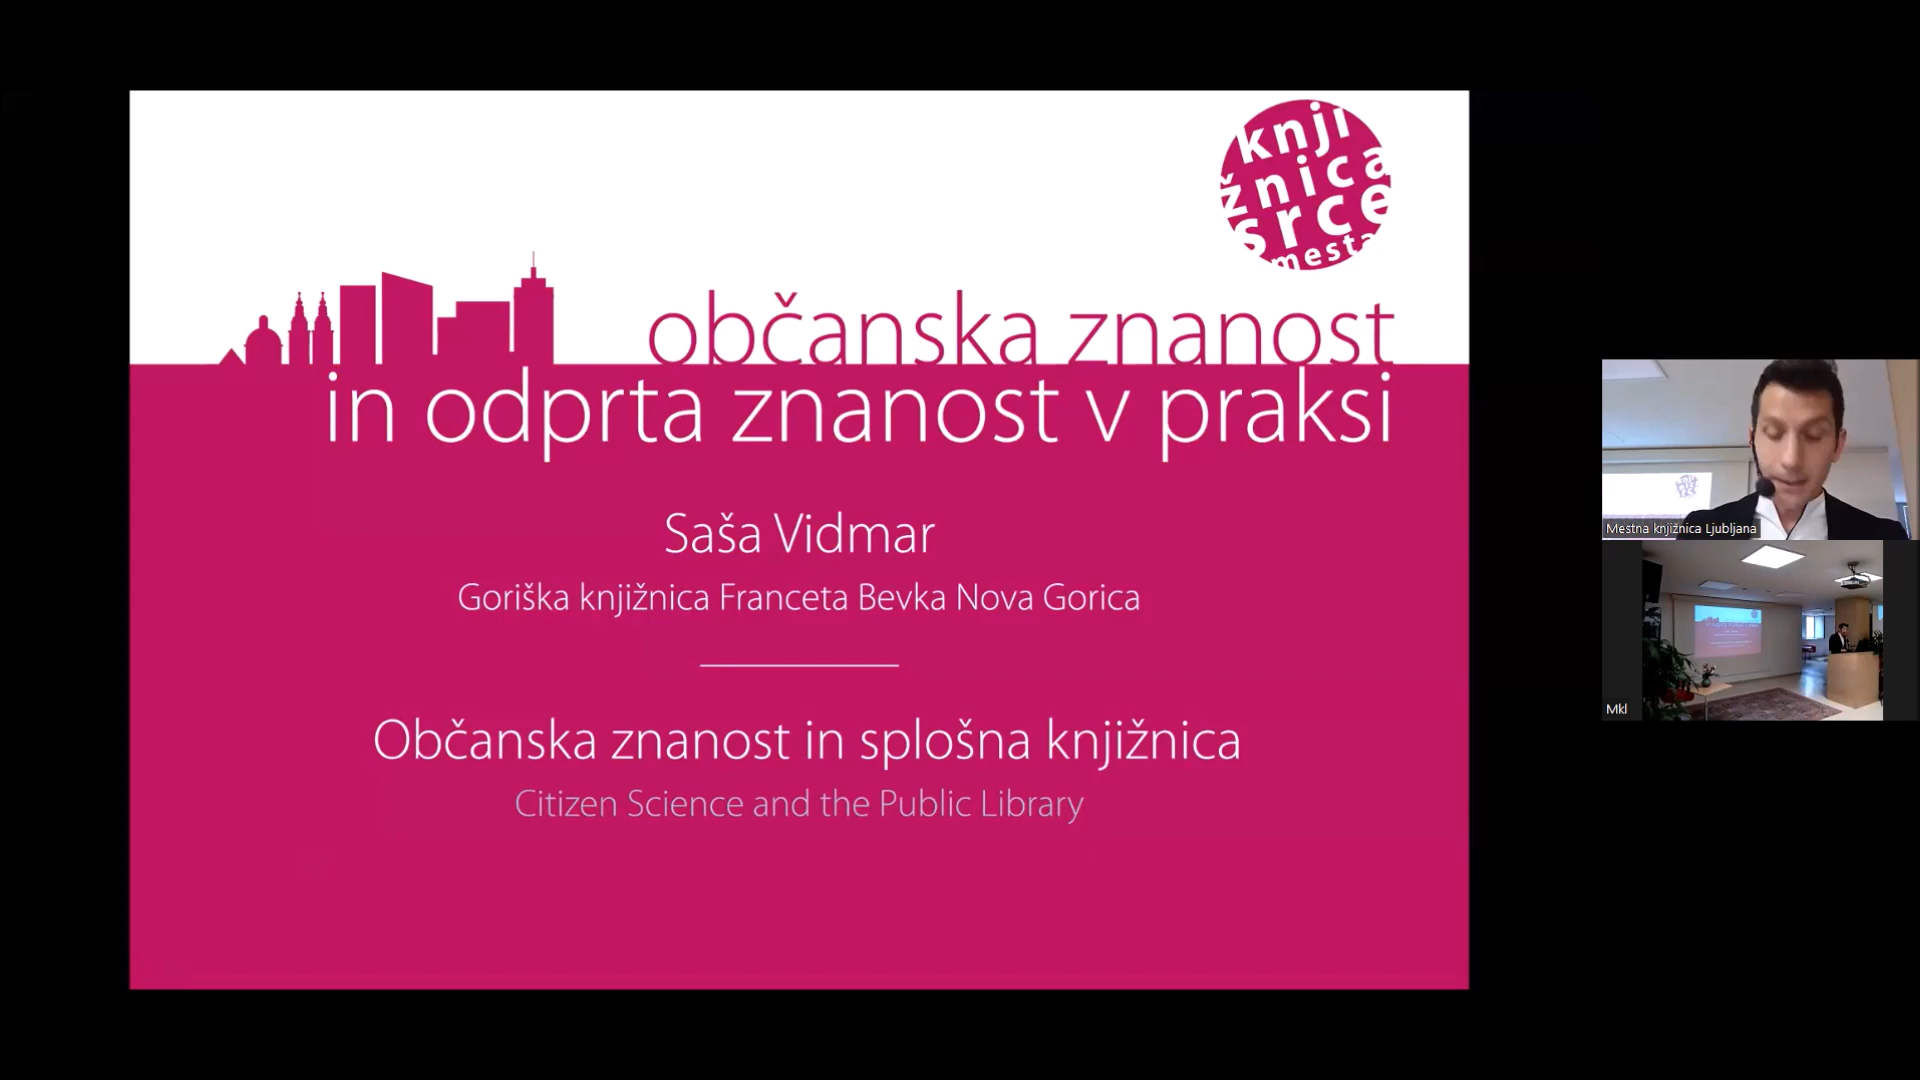 knji
žnica
srce
mesta
občanska znanost
in odprta znanost v praksi
Saša Vidmar
Goriška knjižnica Franceta Bevka Nova Gorica
Občanska znanost in splošna knjižnica
Citizen Science and the Public Library
Mestna knjižnica Ljubljana
Mkl